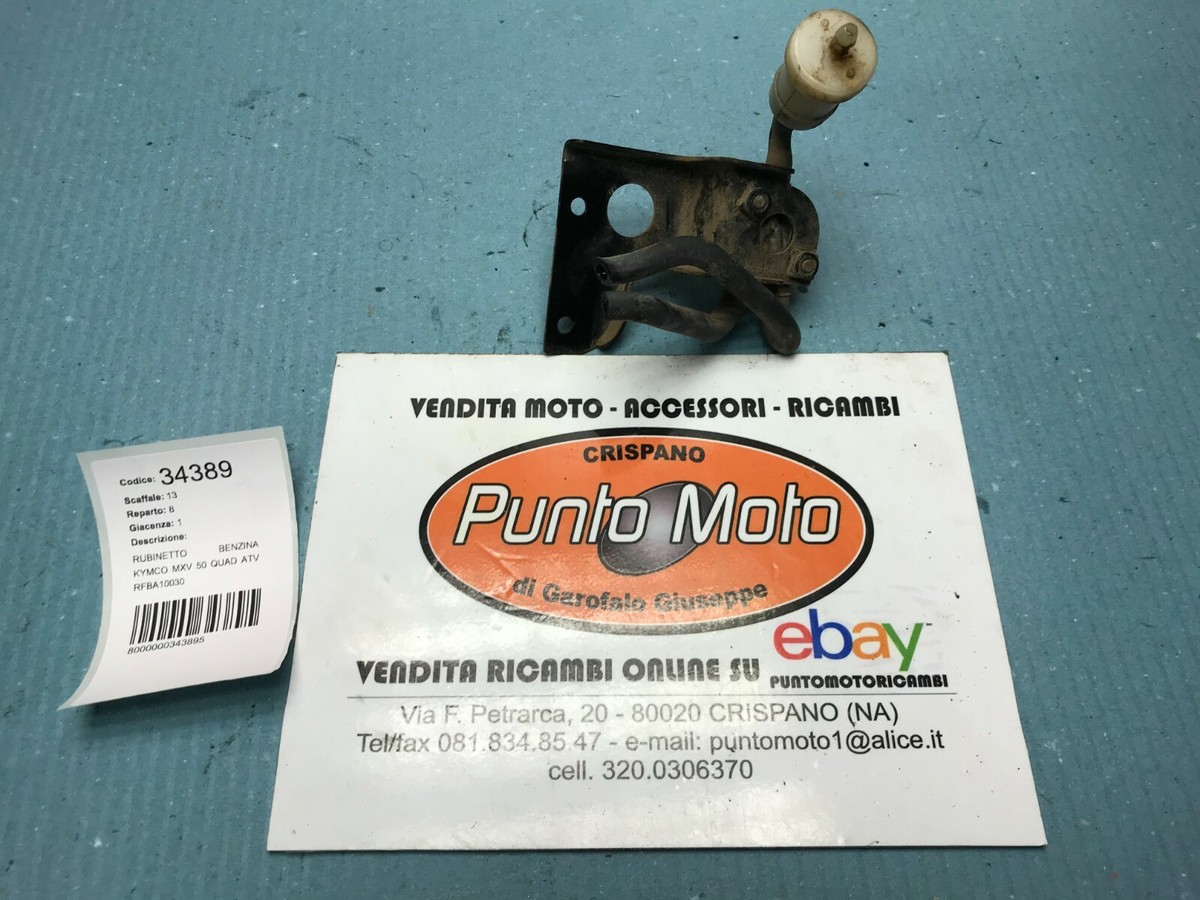 Codice: 34389
Scaffale: 13
Reparto: 8
Giacenza: 1
Descrizione:
RUBINETTO BENZINA
KYMCO MXV 50 QUAD ATV
RFBA10030
8000000343895
VENDITA MOTO - ACCESSORI - RICAMBI
CRISPANO
Punto Moto
di Garofalo Giuseppe
ebay
VENDITA RICAMBI ONLINE SU
PUNTOMOTORICAMBI
Via F. Petrarca, 20 - 80020 CRISPANO (NA)
Tel/fax 081.834.85.47 - e-mail: puntomoto1@alice.it
cell. 320.0306370